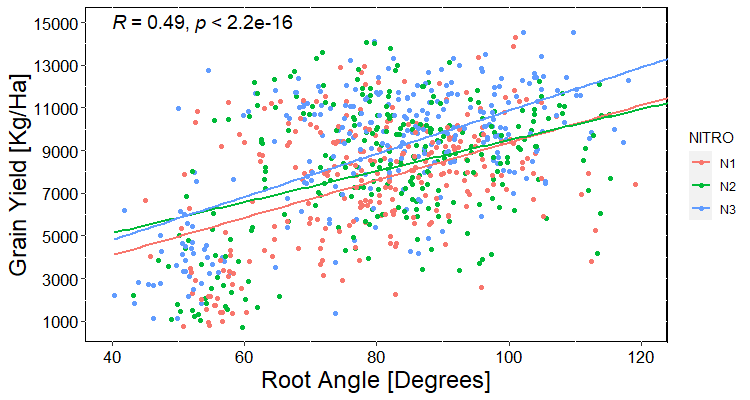 R = 0.49, p < 2.2e-16
15000
13000
11000
9000
7000
5000
3000
1000
Grain Yield [Kg/Ha]
40 60 80 100 120
Root Angle [Degrees]
NITRO
N1
N2
N3